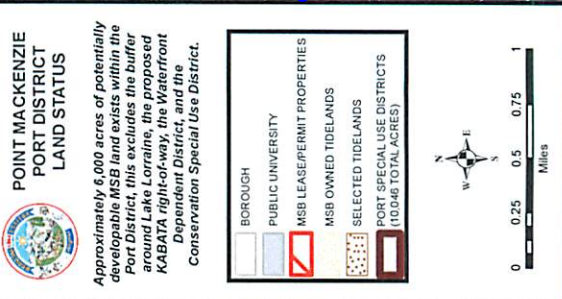 POINT MACKENZIE
PORT DISTRICT
LAND STATUS
Approximately 6,000 acres of potentially
developable MSB land exists within the
Port District, this excludes the buffer
around Lake Lorraine, the proposed
KABATA right-of-way, the Waterfront
Dependent District, and the
Conservation Special Use District.
BOROUGH
PUBLIC UNIVERSITY
MSB LEASE/PERMIT PROPERTIES
MSB OWNED TIDELANDS
SELECTED TIDELANDS
PORT SPECIAL USE DISTRICTS
(10,046 TOTAL ACRES)
N
W E
S
0 0.25 0.5 0.75 1
Miles